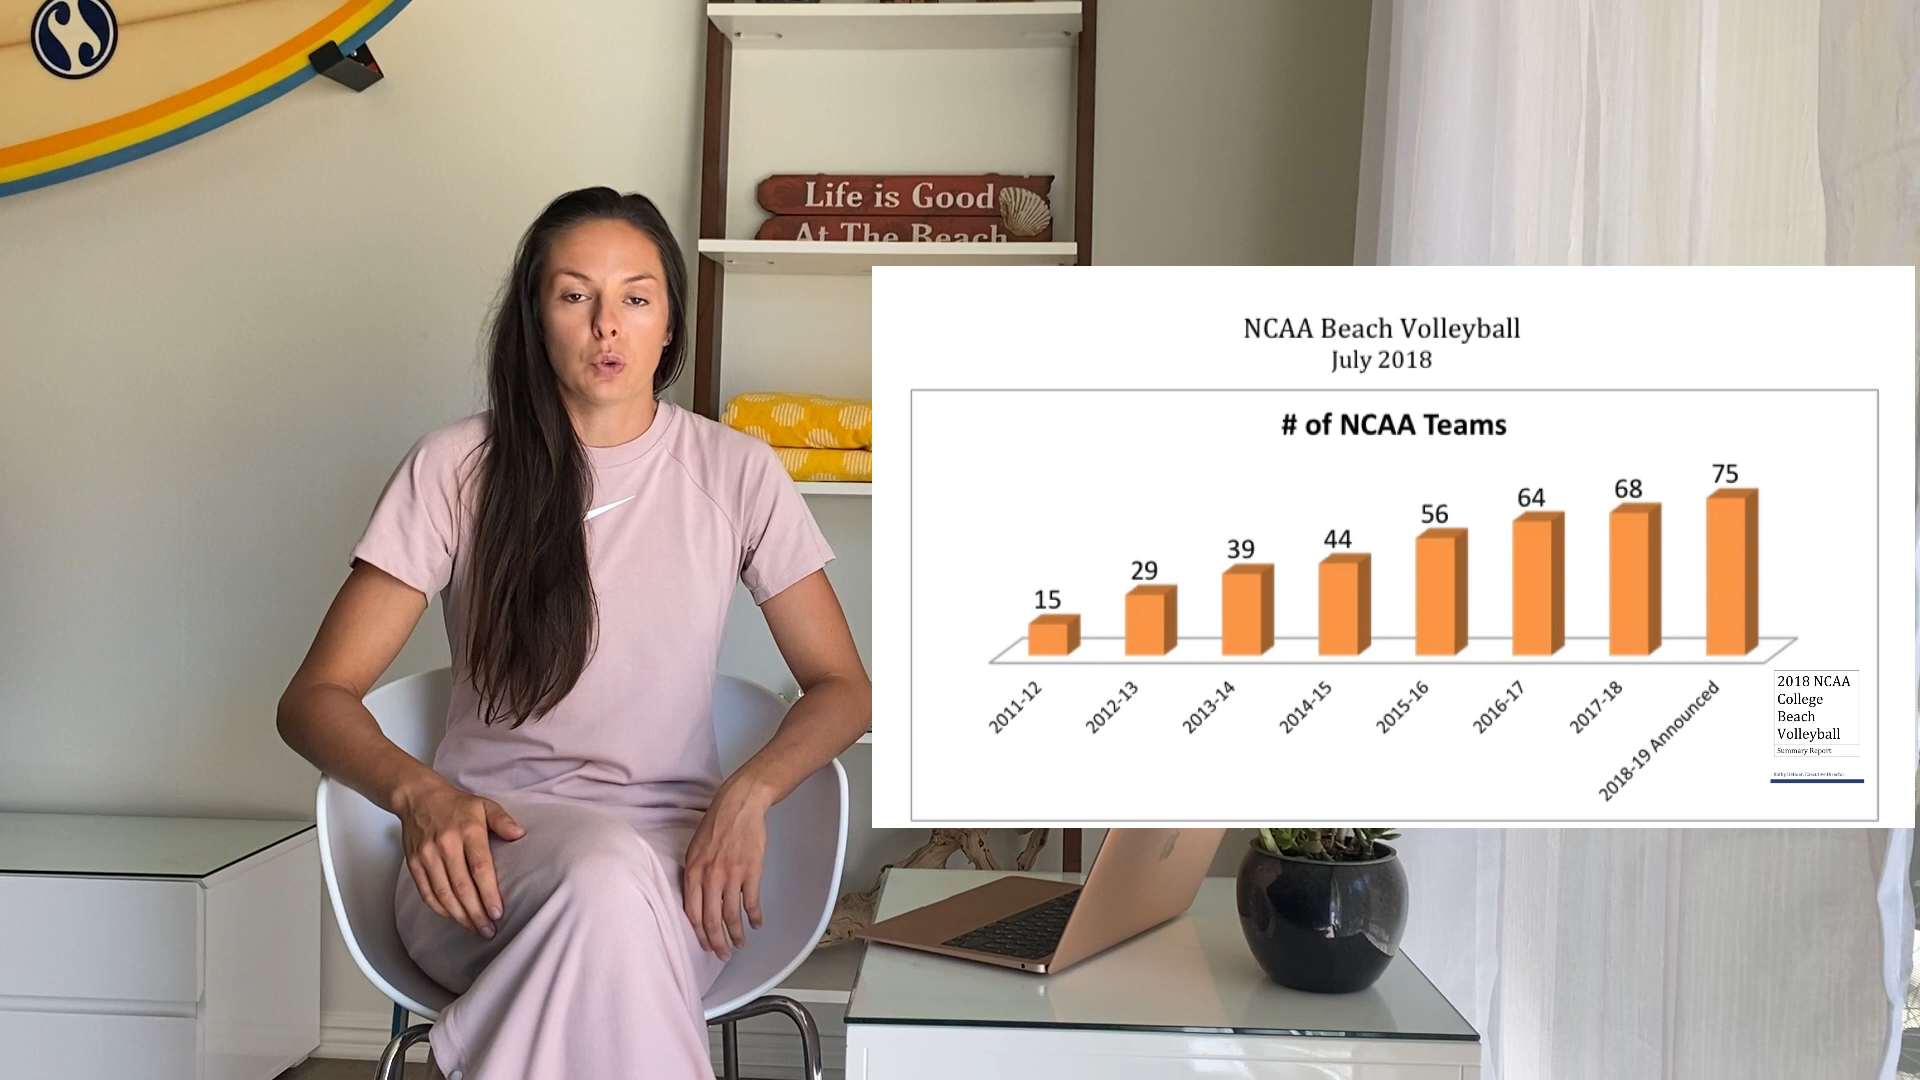 Life is Good
At The Beach
NCAA Beach Volleyball
July 2018
# of NCAA Teams
15
29
39
44
56
64
68
75
2011-12
2012-13
2013-14
2014-15
2015-16
2016-17
2017-18
2018-19 Announced
2018 NCAA
College
Beach
Volleyball
Summary Report